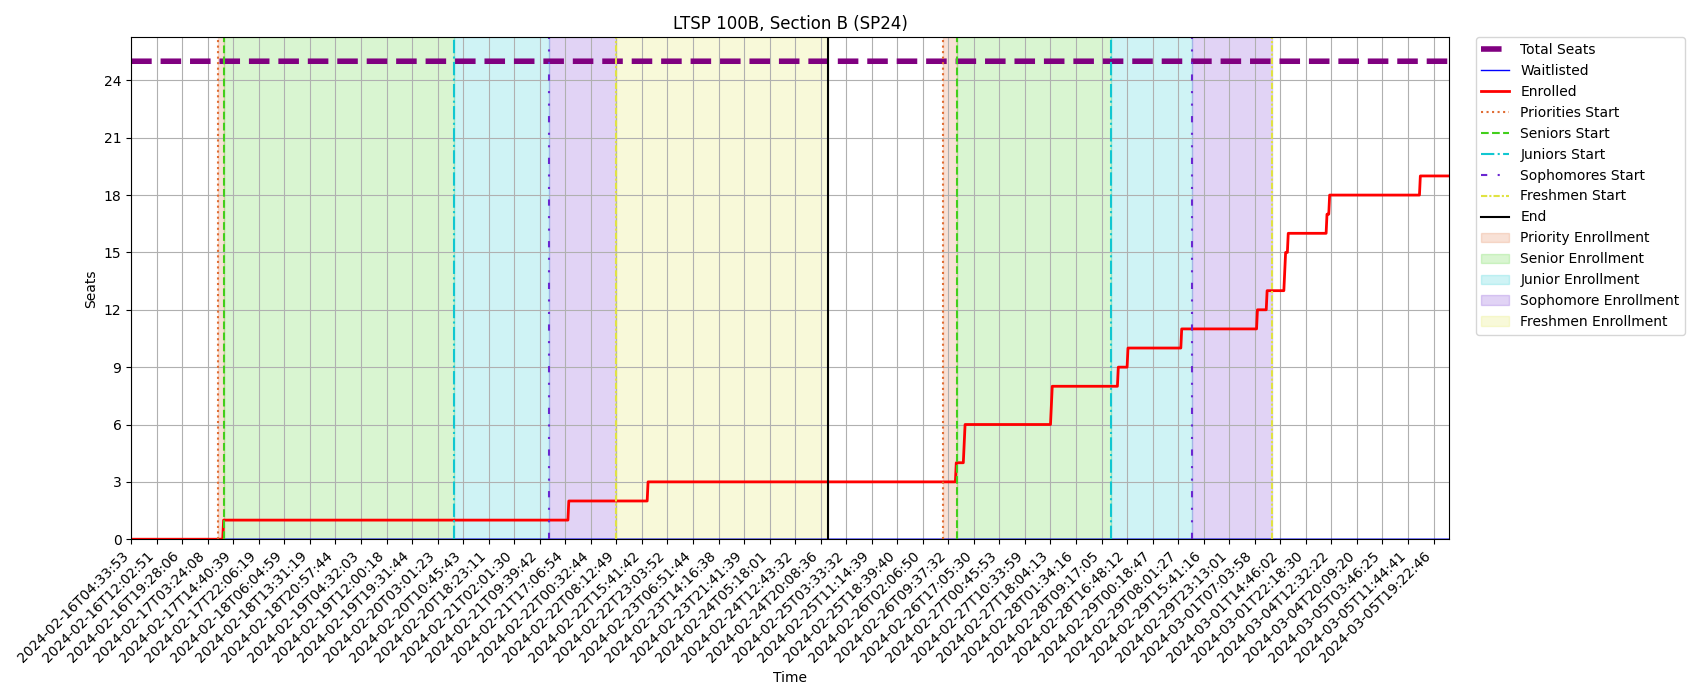 LTSP 100B, Section B (SP24)
Seats
24
21
18
15
12
9
6
3
0
2024-02-16T04:33:53
2024-02-16T12:02:51
2024-02-16T19:28:06
2024-02-17T03:24:08
2024-02-17T14:40:39
2024-02-17T22:06:19
2024-02-18T06:04:59
2024-02-18T13:31:19
2024-02-18T20:57:44
2024-02-19T04:32:03
2024-02-19T12:00:18
2024-02-19T19:31:44
2024-02-20T03:01:23
2024-02-20T10:45:43
2024-02-20T18:23:11
2024-02-21T02:01:30
2024-02-21T09:39:42
2024-02-21T17:06:54
2024-02-22T00:32:44
2024-02-22T08:12:49
2024-02-22T15:41:42
2024-02-22T23:03:52
2024-02-23T06:51:44
2024-02-23T14:16:38
2024-02-23T21:41:39
2024-02-24T05:18:01
2024-02-24T12:43:32
2024-02-24T20:08:36
2024-02-25T03:33:32
2024-02-25T11:14:39
2024-02-25T18:39:40
2024-02-26T02:06:50
2024-02-26T09:37:32
2024-02-26T17:05:30
2024-02-27T00:45:53
2024-02-27T10:33:59
2024-02-27T18:04:13
2024-02-28T01:34:16
2024-02-28T09:17:05
2024-02-28T16:48:12
2024-02-29T00:18:47
2024-02-29T08:01:27
2024-02-29T15:41:16
2024-02-29T23:13:01
2024-03-01T07:03:58
2024-03-01T14:46:02
2024-03-01T22:18:30
2024-03-04T12:32:22
2024-03-04T20:09:20
2024-03-05T03:46:25
2024-03-05T11:44:41
2024-03-05T19:22:46
Time
Total Seats
Waitlisted
Enrolled
Priorities Start
Seniors Start
Juniors Start
Sophomores Start
Freshmen Start
End
Priority Enrollment
Senior Enrollment
Junior Enrollment
Sophomore Enrollment
Freshmen Enrollment